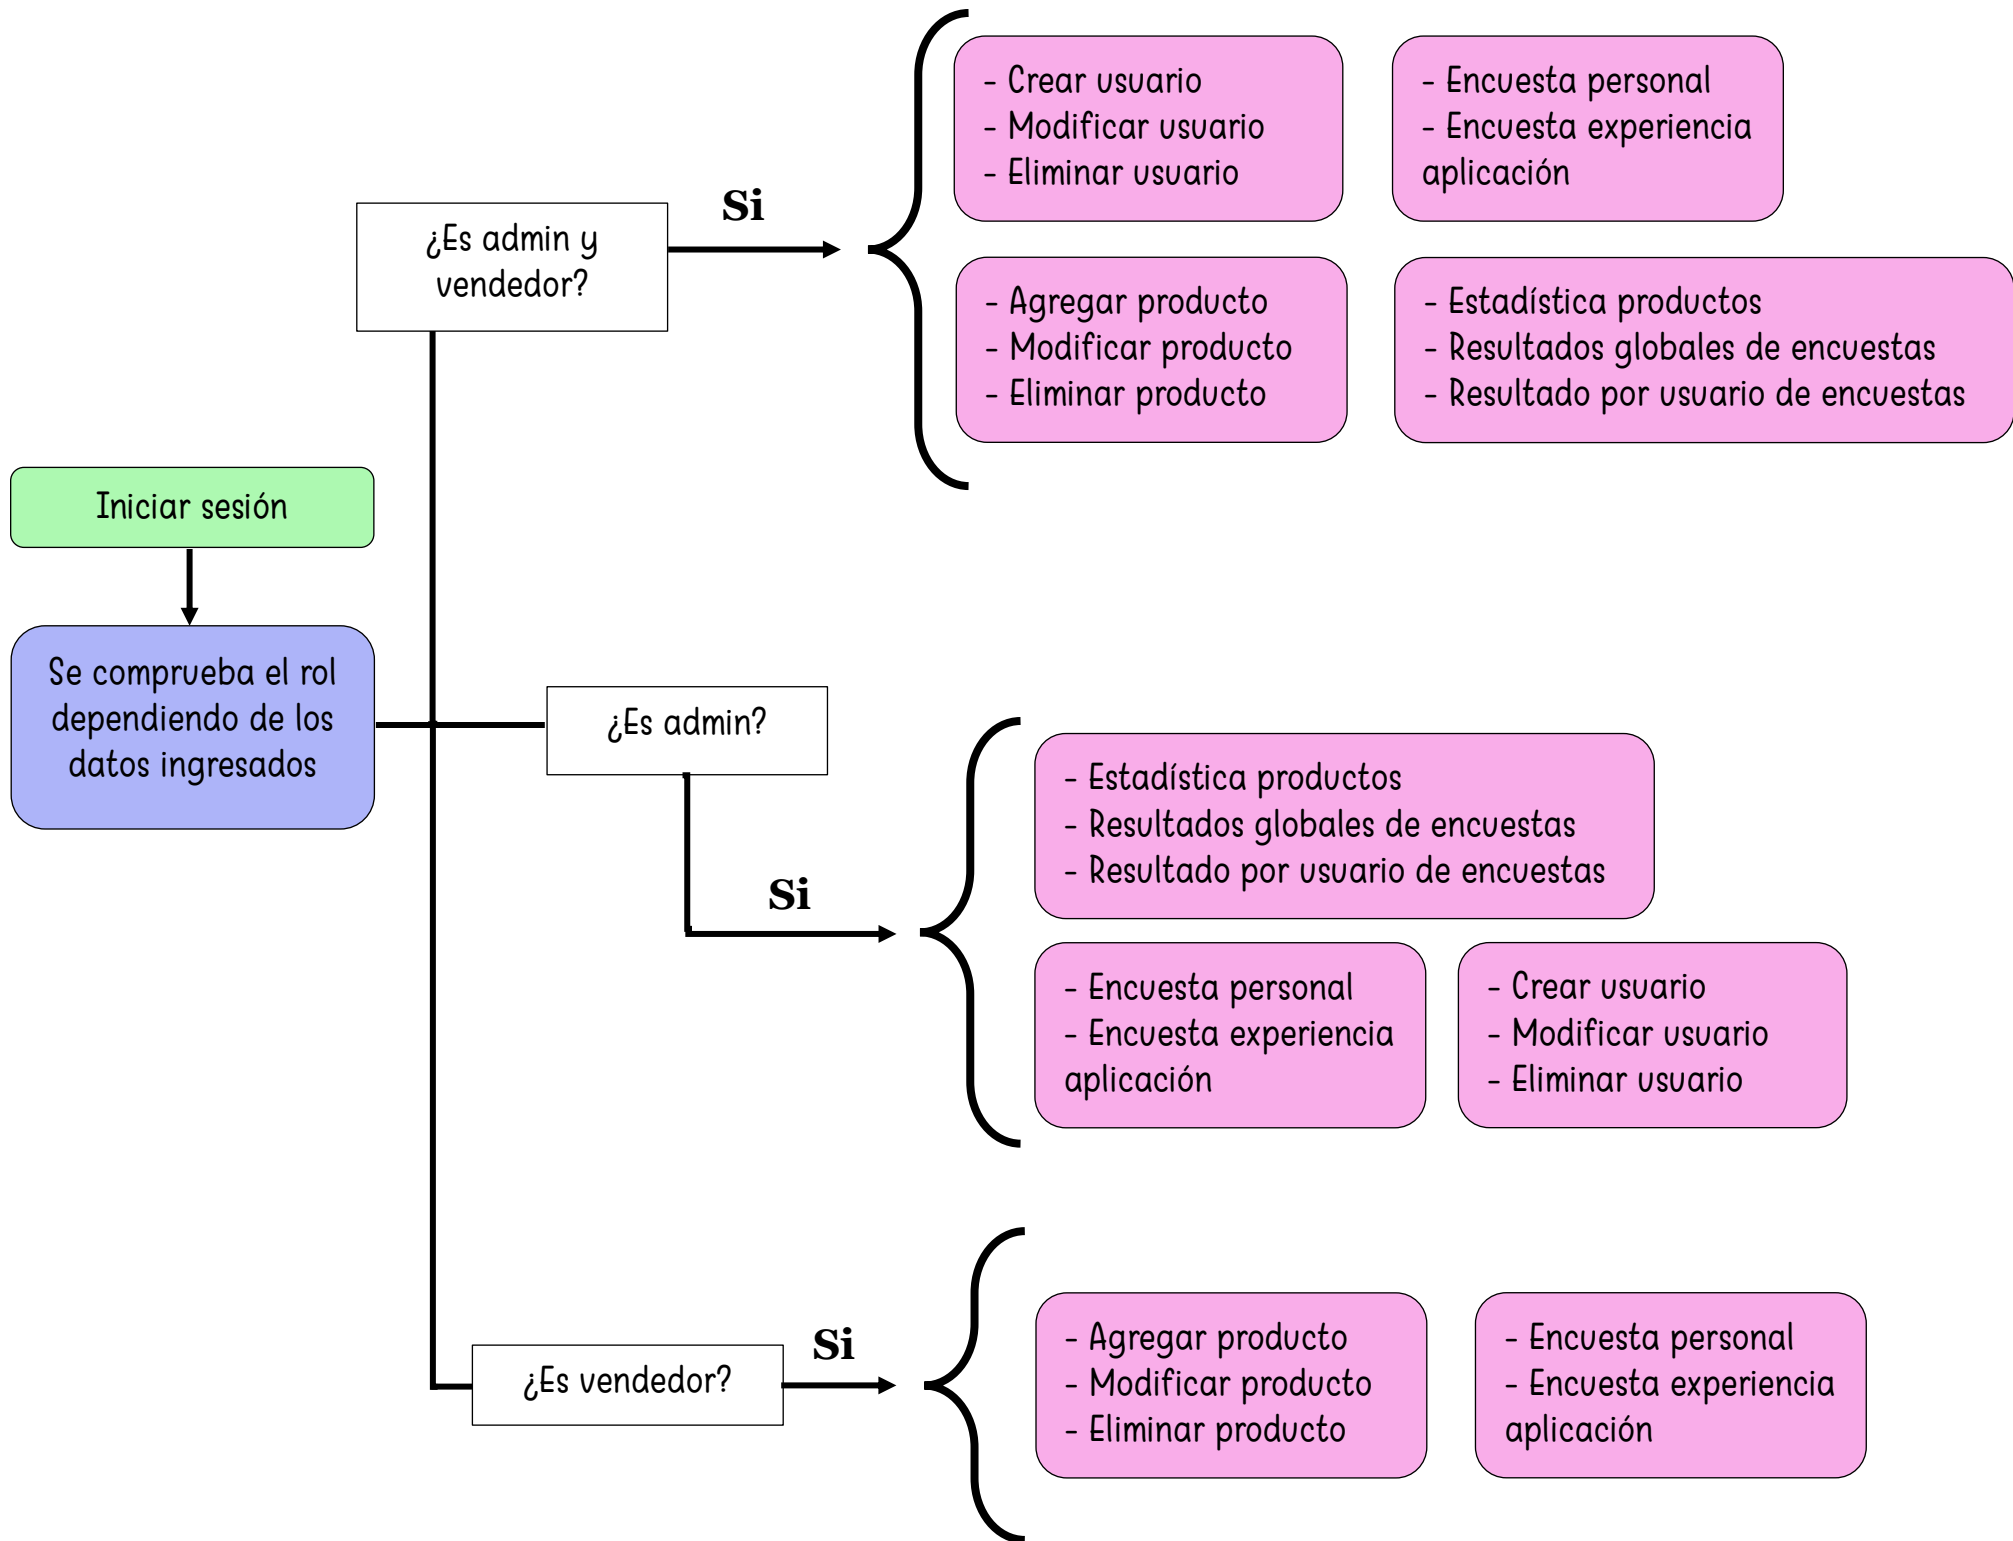 - Crear usuario
- Modificar usuario
- Eliminar usuario
- Encuesta personal
- Encuesta experiencia
aplicación
Si
¿Es admin y
vendedor?
- Agregar producto
- Modificar producto
- Eliminar producto
- Estadística productos
- Resultados globales de encuestas
- Resultado por usuario de encuestas
Iniciar sesión
Se comprueba el rol
dependiendo de los
datos ingresados
¿Es admin?
Si
- Estadística productos
- Resultados globales de encuestas
- Resultado por usuario de encuestas
- Encuesta personal
- Encuesta experiencia
aplicación
- Crear usuario
- Modificar usuario
- Eliminar usuario
¿Es vendedor?
Si
- Agregar producto
- Modificar producto
- Eliminar producto
- Encuesta personal
- Encuesta experiencia
aplicación